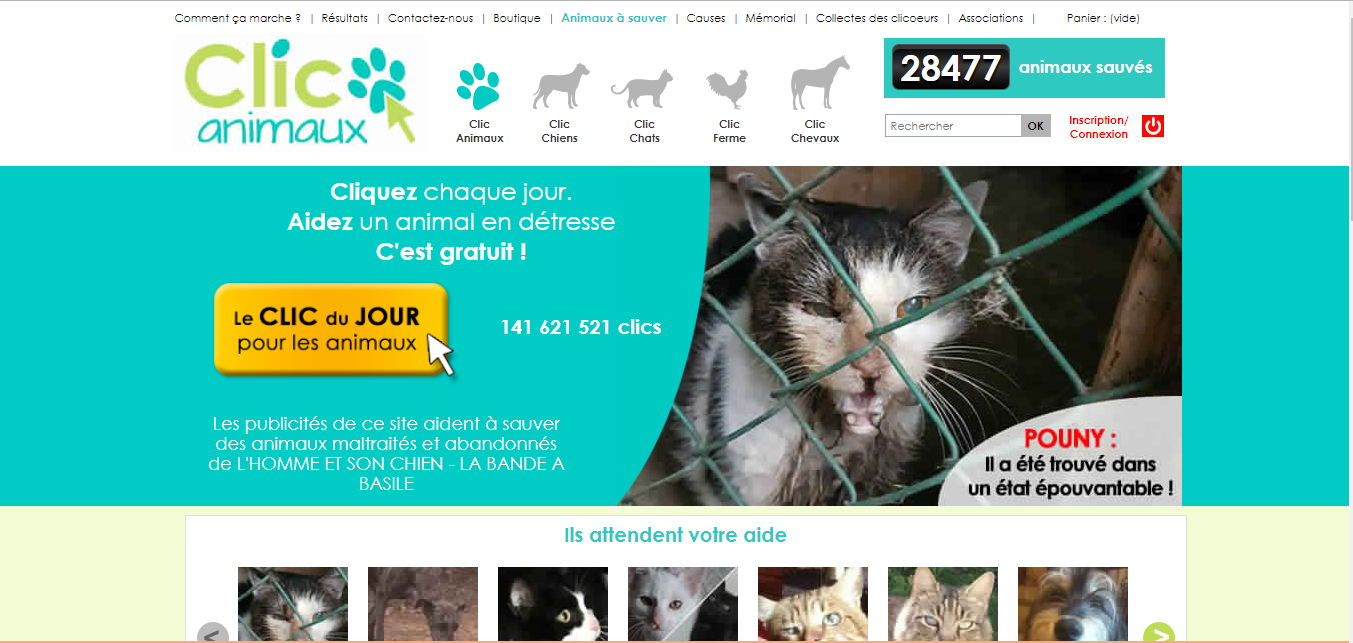 Comment ça marche ? | Résultats | Contactez-nous | Boutique | Animaux à sauver | Causes | Mémorial | Collectes des clicoeurs | Associations | Panier : (vide)
Clic
animaux
Clic
Animaux
Clic
Chiens
Clic
Chats
Clic
Ferme
Clic
Chevaux
28477 animaux sauvés
Rechercher OK
Inscription/
Connexion
Cliquez chaque jour.
Aidez un animal en détresse
C'est gratuit !
Le CLIC du JOUR
pour les animaux
141 621 521 clics
Les publicités de ce site aident à sauver
des animaux maltraités et abandonnés
de L'HOMME ET SON CHIEN - LA BANDE A
BASILE
POUNY :
Il a été trouvé dans
un état épouvantable !
Ils attendent votre aide
< >